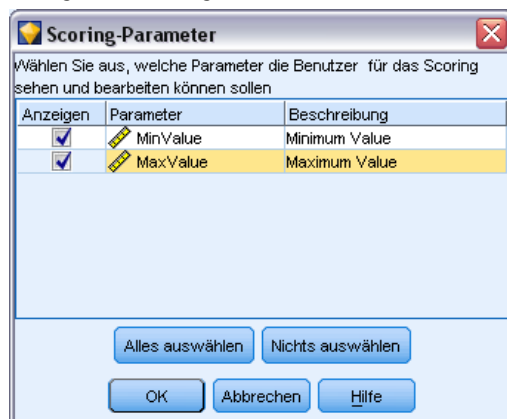 Scoring-Parameter
Wählen Sie aus, welche Parameter die Benutzer für das Scoring
sehen und bearbeiten können sollen
Anzeigen Parameter Beschreibung
MinValue Minimum Value
MaxValue Maximum Value
Alles auswählen Nichts auswählen
OK Abbrechen Hilfe